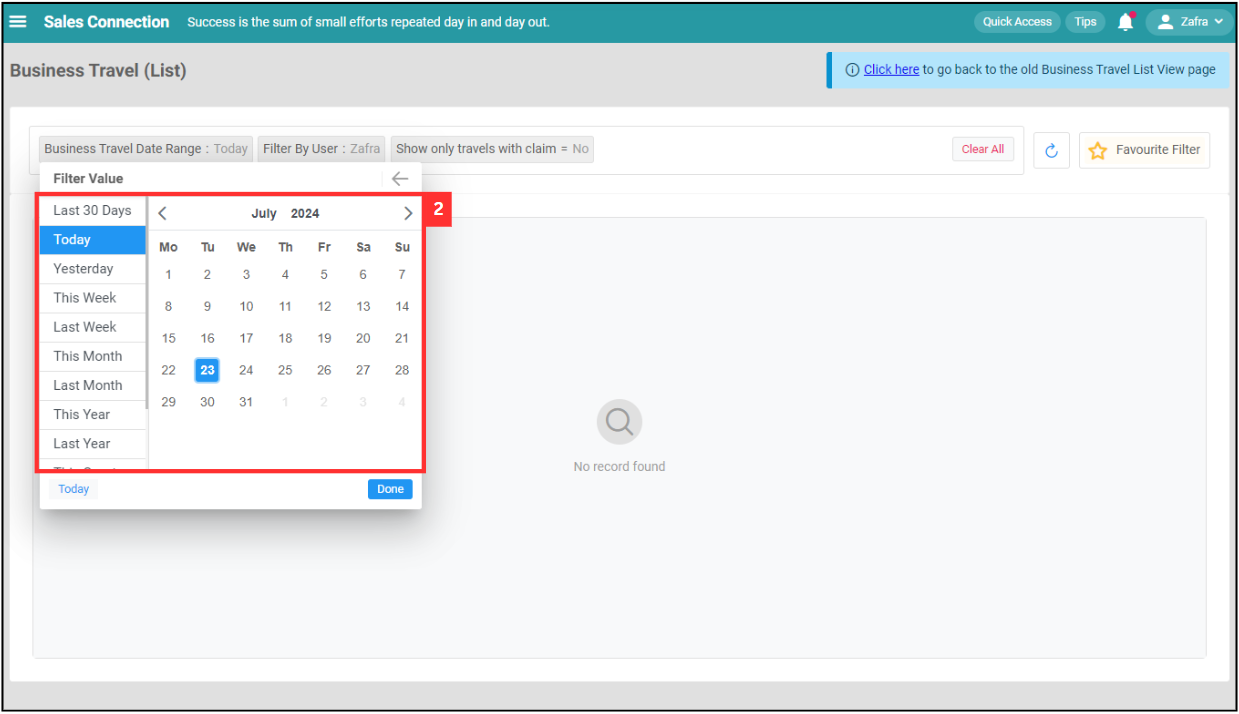 Sales Connection Success is the sum of small efforts repeated day in and day out. Quick Access Tips Zafra
Business Travel (List)
Click here to go back to the old Business Travel List View page
Business Travel Date Range : Today Filter By User : Zafra Show only travels with claim = No Clear All Favourite Filter
Filter Value
2
Last 30 Days
Today
Yesterday
This Week
Last Week
This Month
Last Month
This Year
Last Year
July 2024
Mo Tu We Th Fr Sa Su
1 2 3 4 5 6 7
8 9 10 11 12 13 14
15 16 17 18 19 20 21
22 23 24 25 26 27 28
29 30 31 1 2 3 4
Today Done
No record found